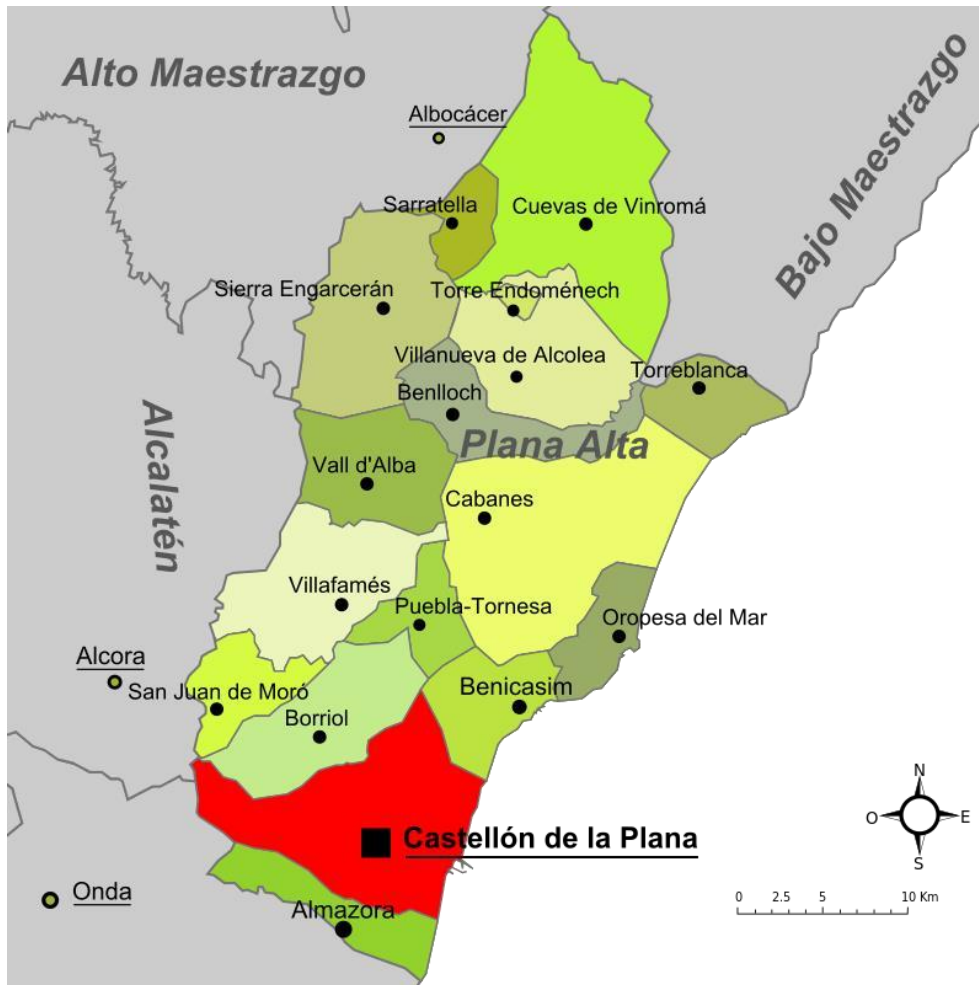 Alto Maestrazgo
Albocácer
Bajo Maestrazgo
Sarratella
Cuevas de Vinromá
Sierra Engarcerán
Torre Endoménech
Villanueva de Alcolea
Torreblanca
Benlloch
Alcalatén
Plana Alta
Vall d'Alba
Cabanes
Villafamés
Puebla-Tornesa
Oropesa del Mar
Alcora
San Juan de Moró
Benicasim
Borriol
N
O
E
S
Castellón de la Plana
Onda
Almazora
0 2.5 5 10 Km